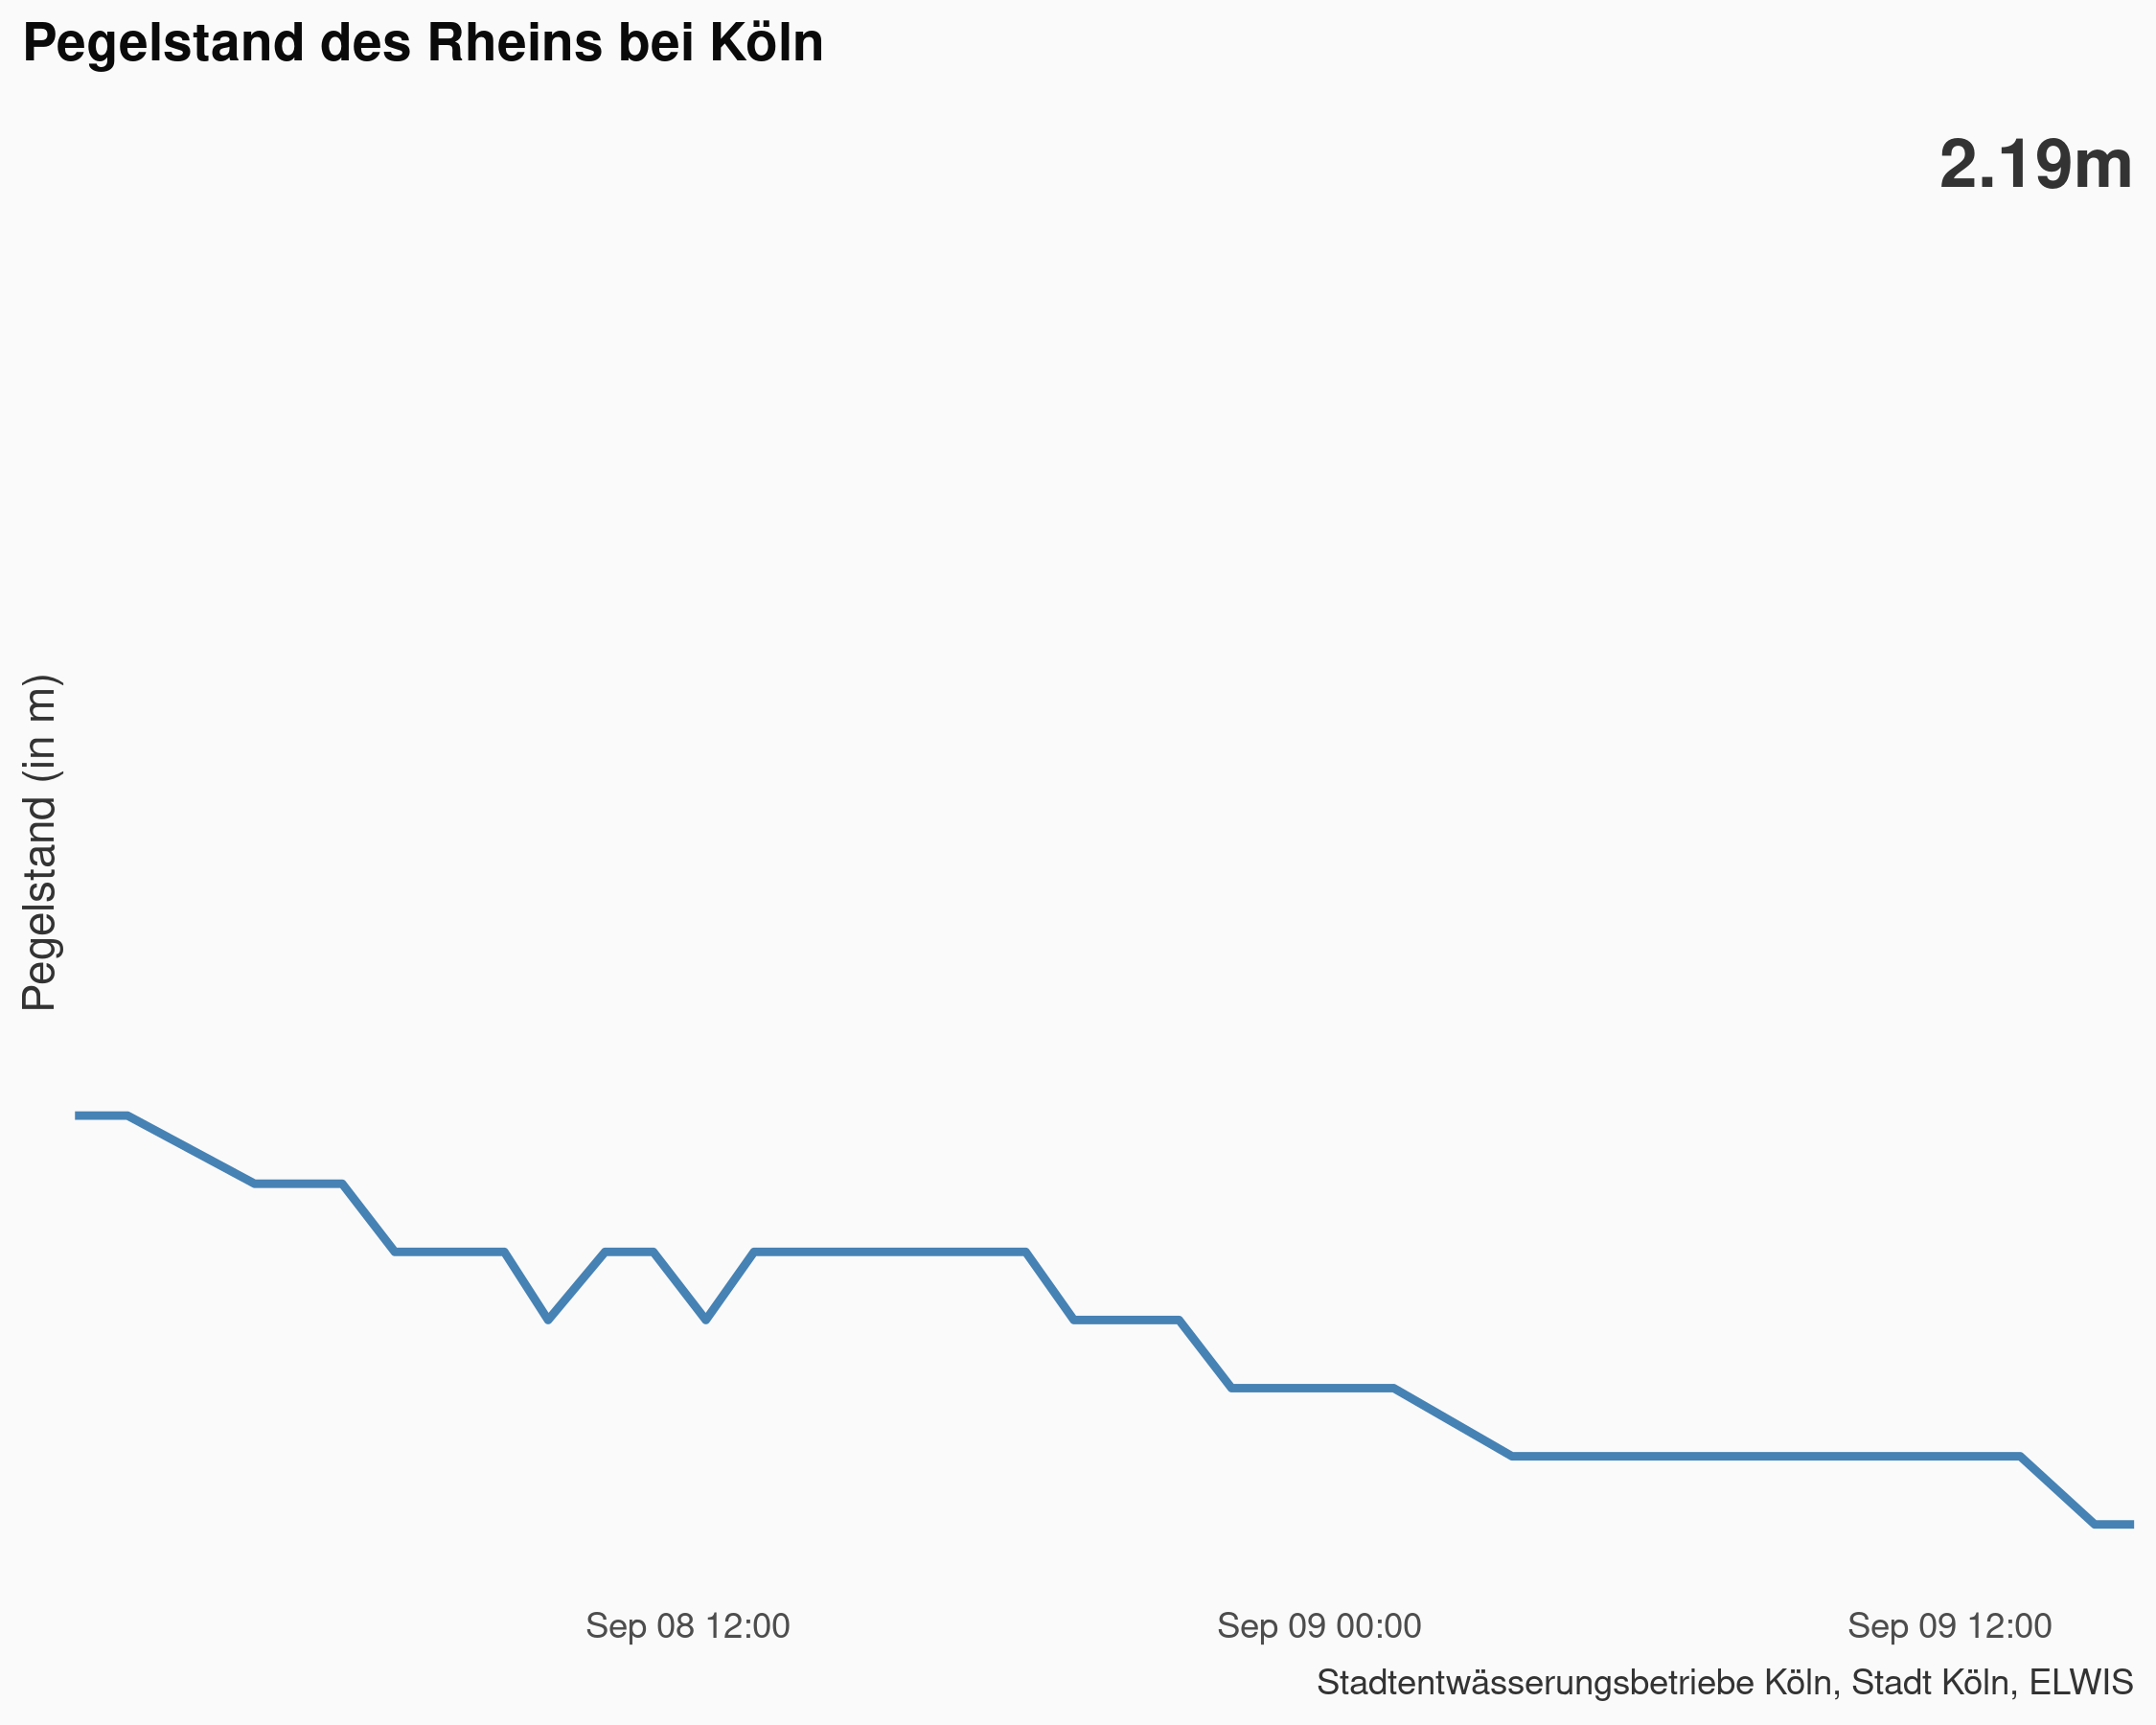 Pegelstand des Rheins bei Köln
2.19m
Pegelstand (in m)
Sep 08 12:00
Sep 09 00:00
Sep 09 12:00
Stadtentwässerungsbetriebe Köln, Stadt Köln, ELWIS